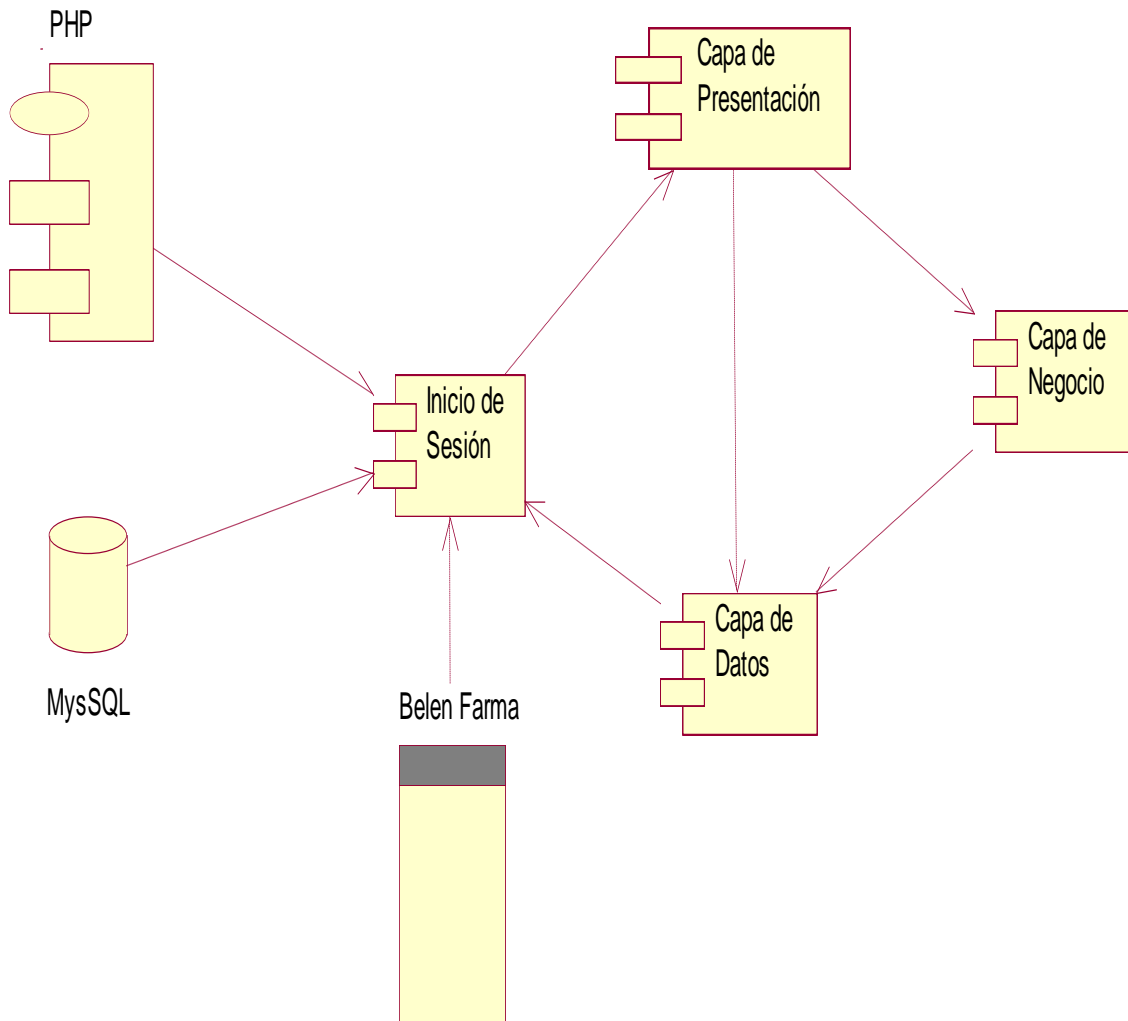 PHP
Capa de
Presentación
Capa de
Negocio
Inicio de
Sesión
Capa de
Datos
MysSQL
Belen Farma